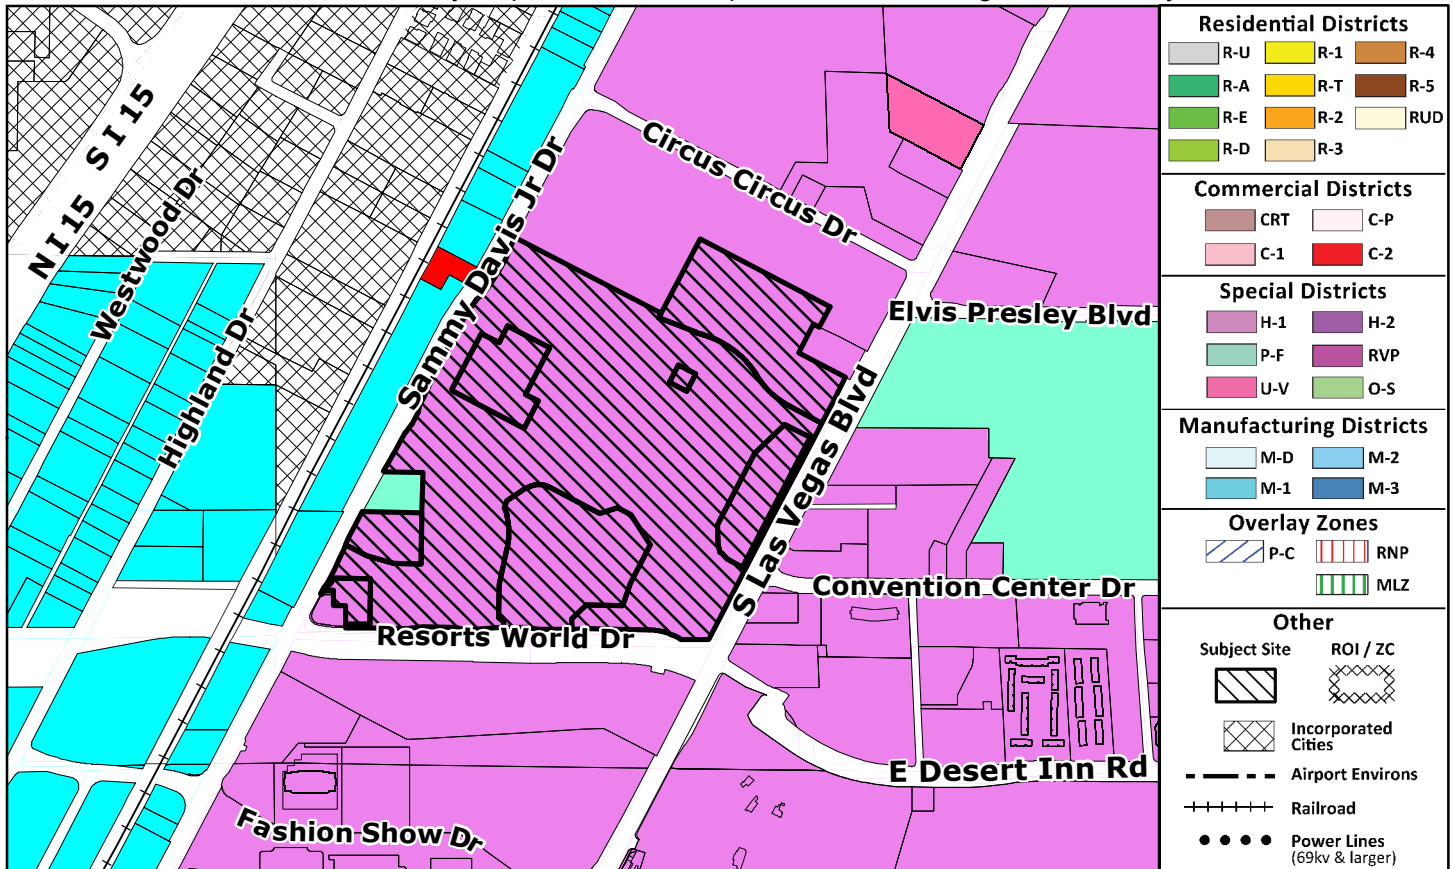 N I 15 S I 15
Westwood Dr
Highland Dr
Sammy Davis Jr Dr
Circus Circus Dr
Elvis Presley Blvd
S Las Vegas Blvd
Convention Center Dr
Resorts World Dr
E Desert Inn Rd
Fashion Show Dr
Residential Districts
R-U R-1 R-4
R-A R-T R-5
R-E R-2 RUD
R-D R-3
Commercial Districts
CRT C-P
C-1 C-2
Special Districts
H-1 H-2
P-F RVP
U-V O-S
Manufacturing Districts
M-D M-2
M-1 M-3
Overlay Zones
P-C RNP
MLZ
Other
Subject Site ROI / ZC
Incorporated
Cities
Airport Environs
Railroad
Power Lines
(69kv & larger)